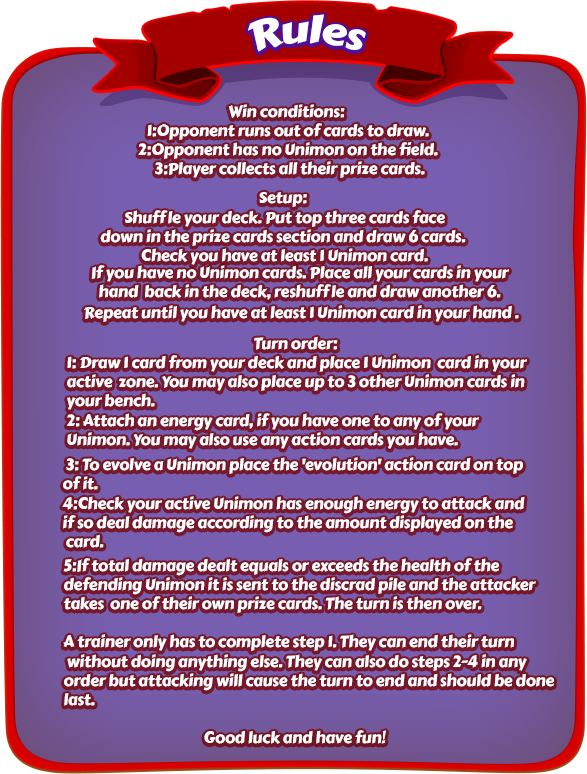 Rules
Win conditions:
1:Opponent runs out of cards to draw.
2:Opponent has no Unimon on the field.
3:Player collects all their prize cards.
Setup:
Shuffle your deck. Put top three cards face
down in the prize cards section and draw 6 cards.
Check you have at least 1 Unimon card.
If you have no Unimon cards. Place all your cards in your
hand back in the deck, reshuffle and draw another 6.
Repeat until you have at least 1 Unimon card in your hand .
Turn order:
1: Draw 1 card from your deck and place 1 Unimon card in your
active zone. You may also place up to 3 other Unimon cards in
your bench.
2: Attach an energy card, if you have one to any of your
Unimon. You may also use any action cards you have.
3: To evolve a Unimon place the 'evolution' action card on top
of it.
4:Check your active Unimon has enough energy to attack and
if so deal damage according to the amount displayed on the
card.
5:If total damage dealt equals or exceeds the health of the
defending Unimon it is sent to the discrad pile and the attacker
takes one of their own prize cards. The turn is then over.
A trainer only has to complete step 1. They can end their turn
without doing anything else. They can also do steps 2-4 in any
order but attacking will cause the turn to end and should be done
last.
Good luck and have fun!